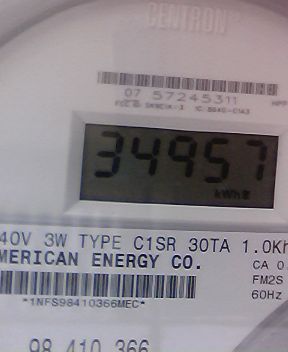 CENTRON
07 57245311
34957
kWh
40V 3W TYPE C1SR 30TA 1.0Kh
MERICAN ENERGY CO.
CA 0.
FM2S
60Hz
*1NFS98410366MEC*
98 410 366